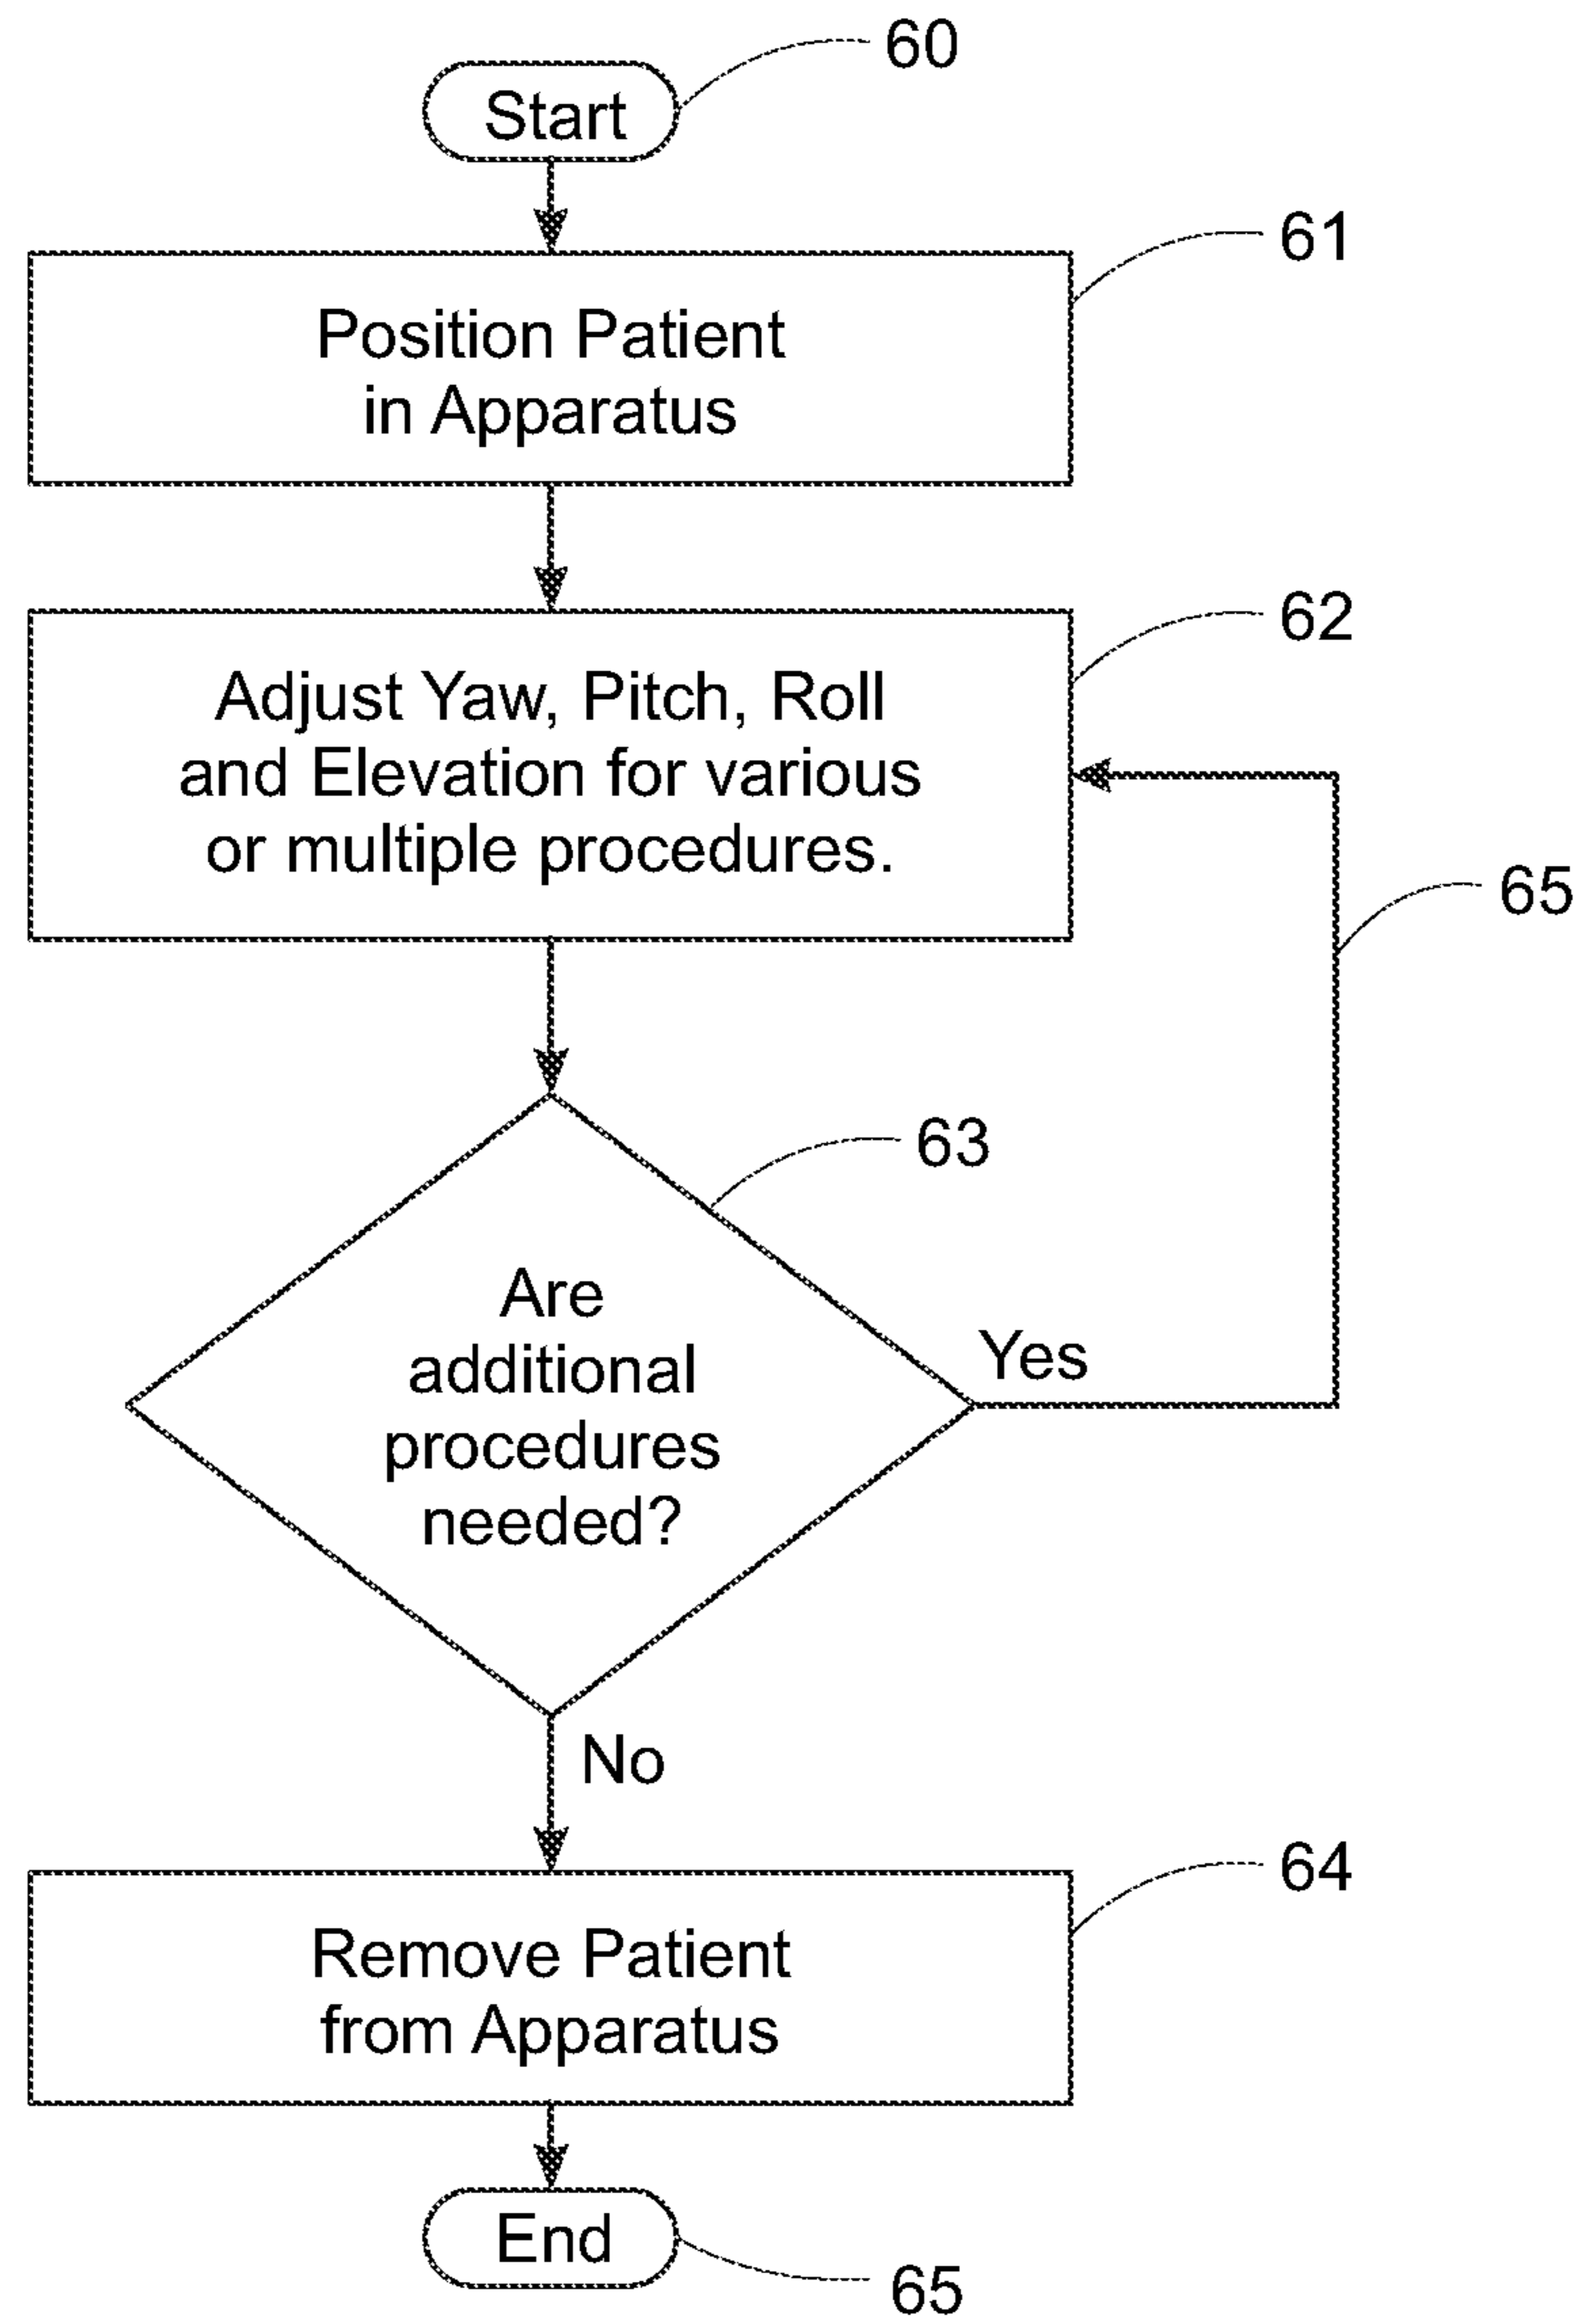 60
Start
61
Position Patient
in Apparatus
62
Adjust Yaw, Pitch, Roll
and Elevation for various
or multiple procedures.
65
63
Are
additional
procedures
needed?
Yes
No
64
Remove Patient
from Apparatus
End
65